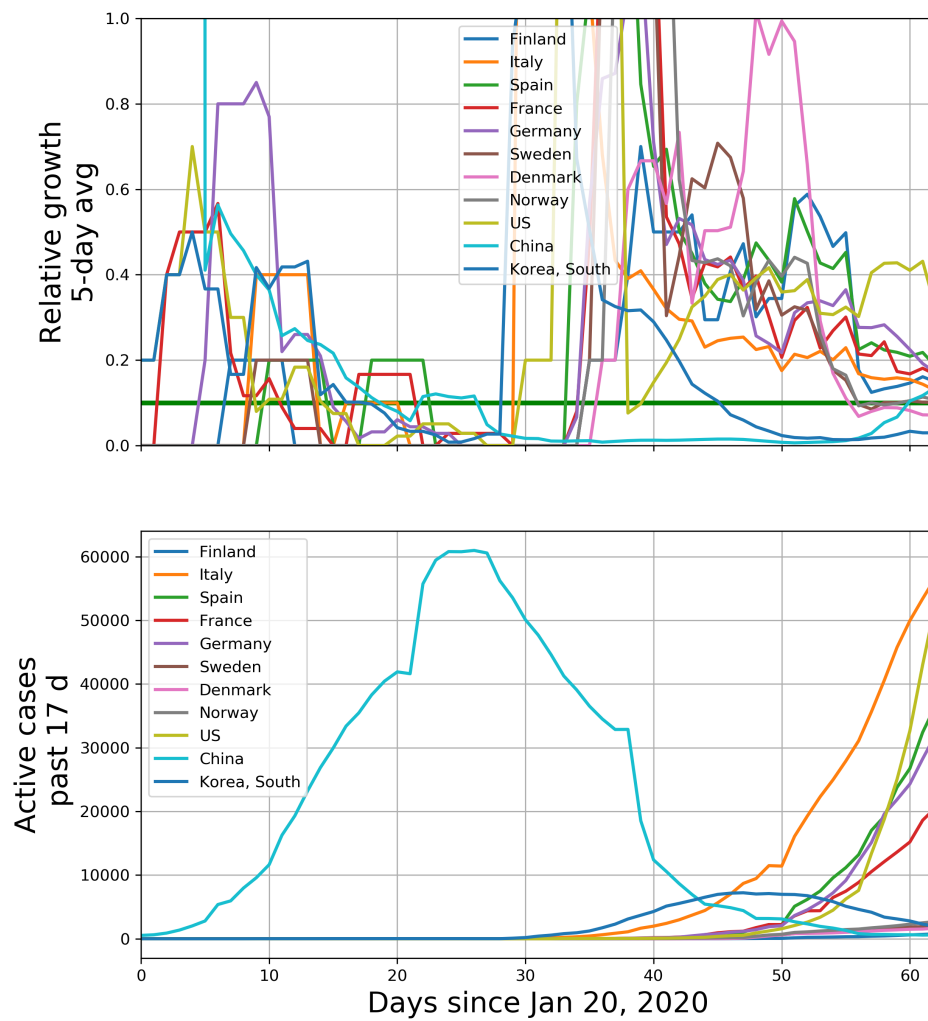 Relative growth
5-day avg
1.0
0.8
0.6
0.4
0.2
0.0
Finland
Italy
Spain
France
Germany
Sweden
Denmark
Norway
US
China
Korea, South
Active cases
past 17 d
60000
50000
40000
30000
20000
10000
0
Finland
Italy
Spain
France
Germany
Sweden
Denmark
Norway
US
China
Korea, South
0 10 20 30 40 50 60
Days since Jan 20, 2020